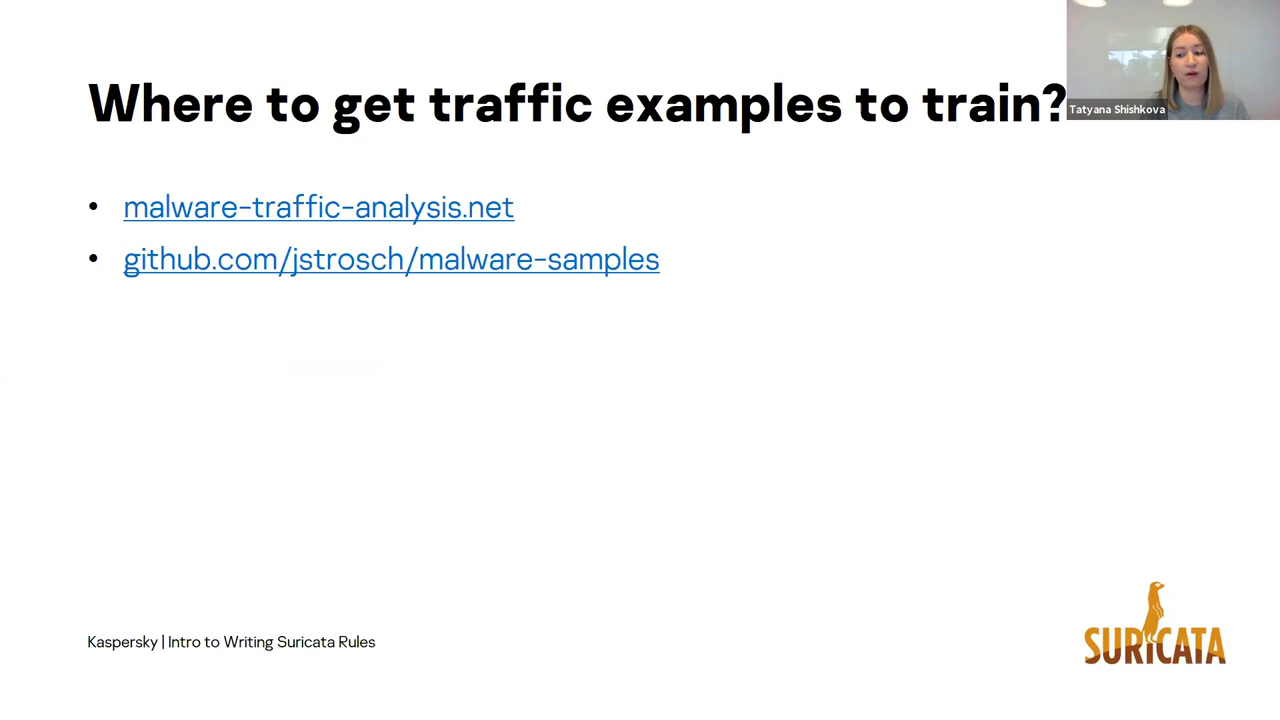 Where to get traffic examples to train?
Tatyana Shishkova
• malware-traffic-analysis.net
• github.com/jstrosch/malware-samples
Kaspersky | Intro to Writing Suricata Rules
SURICATA